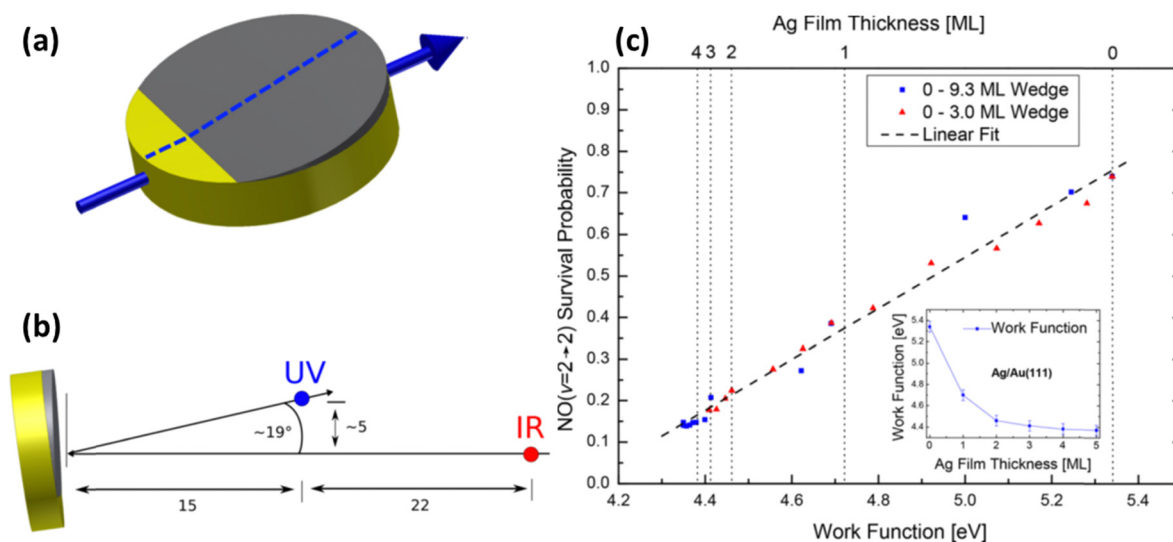 (a)
(b)
UV
IR
~19°
~5
15
22
(c)
Ag Film Thickness [ML]
4 3 2 1 0
NO(v=2→2) Survival Probability
1.0
0.9
0.8
0.7
0.6
0.5
0.4
0.3
0.2
0.1
0.0
0 - 9.3 ML Wedge
0 - 3.0 ML Wedge
Linear Fit
Work Function [eV]
5.4
5.2
5.0
4.8
4.6
4.4
Work Function
Ag/Au(111)
0 1 2 3 4 5
Ag Film Thickness [ML]
4.2 4.4 4.6 4.8 5.0 5.2 5.4
Work Function [eV]